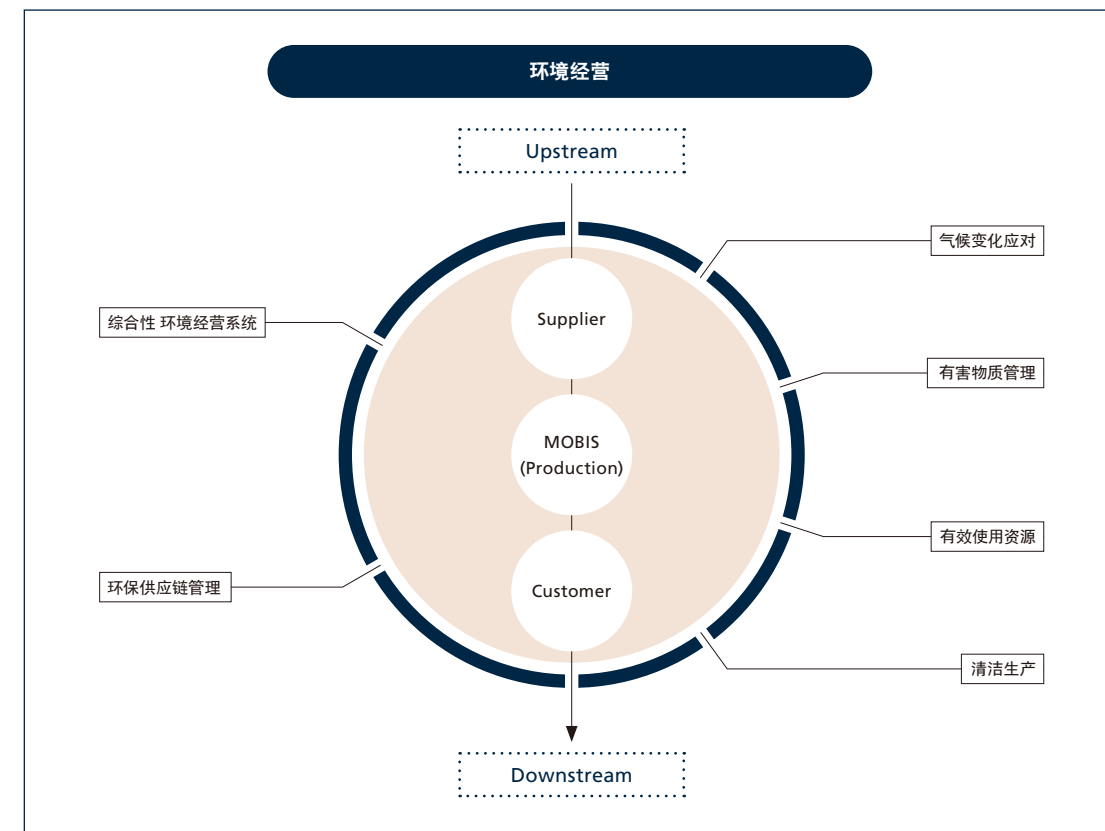 环境经营
Upstream
气候变化应对
Supplier
综合性 环境经营系统
有害物质管理
MOBIS
(Production)
有效使用资源
环保供应链管理
Customer
清洁生产
Downstream